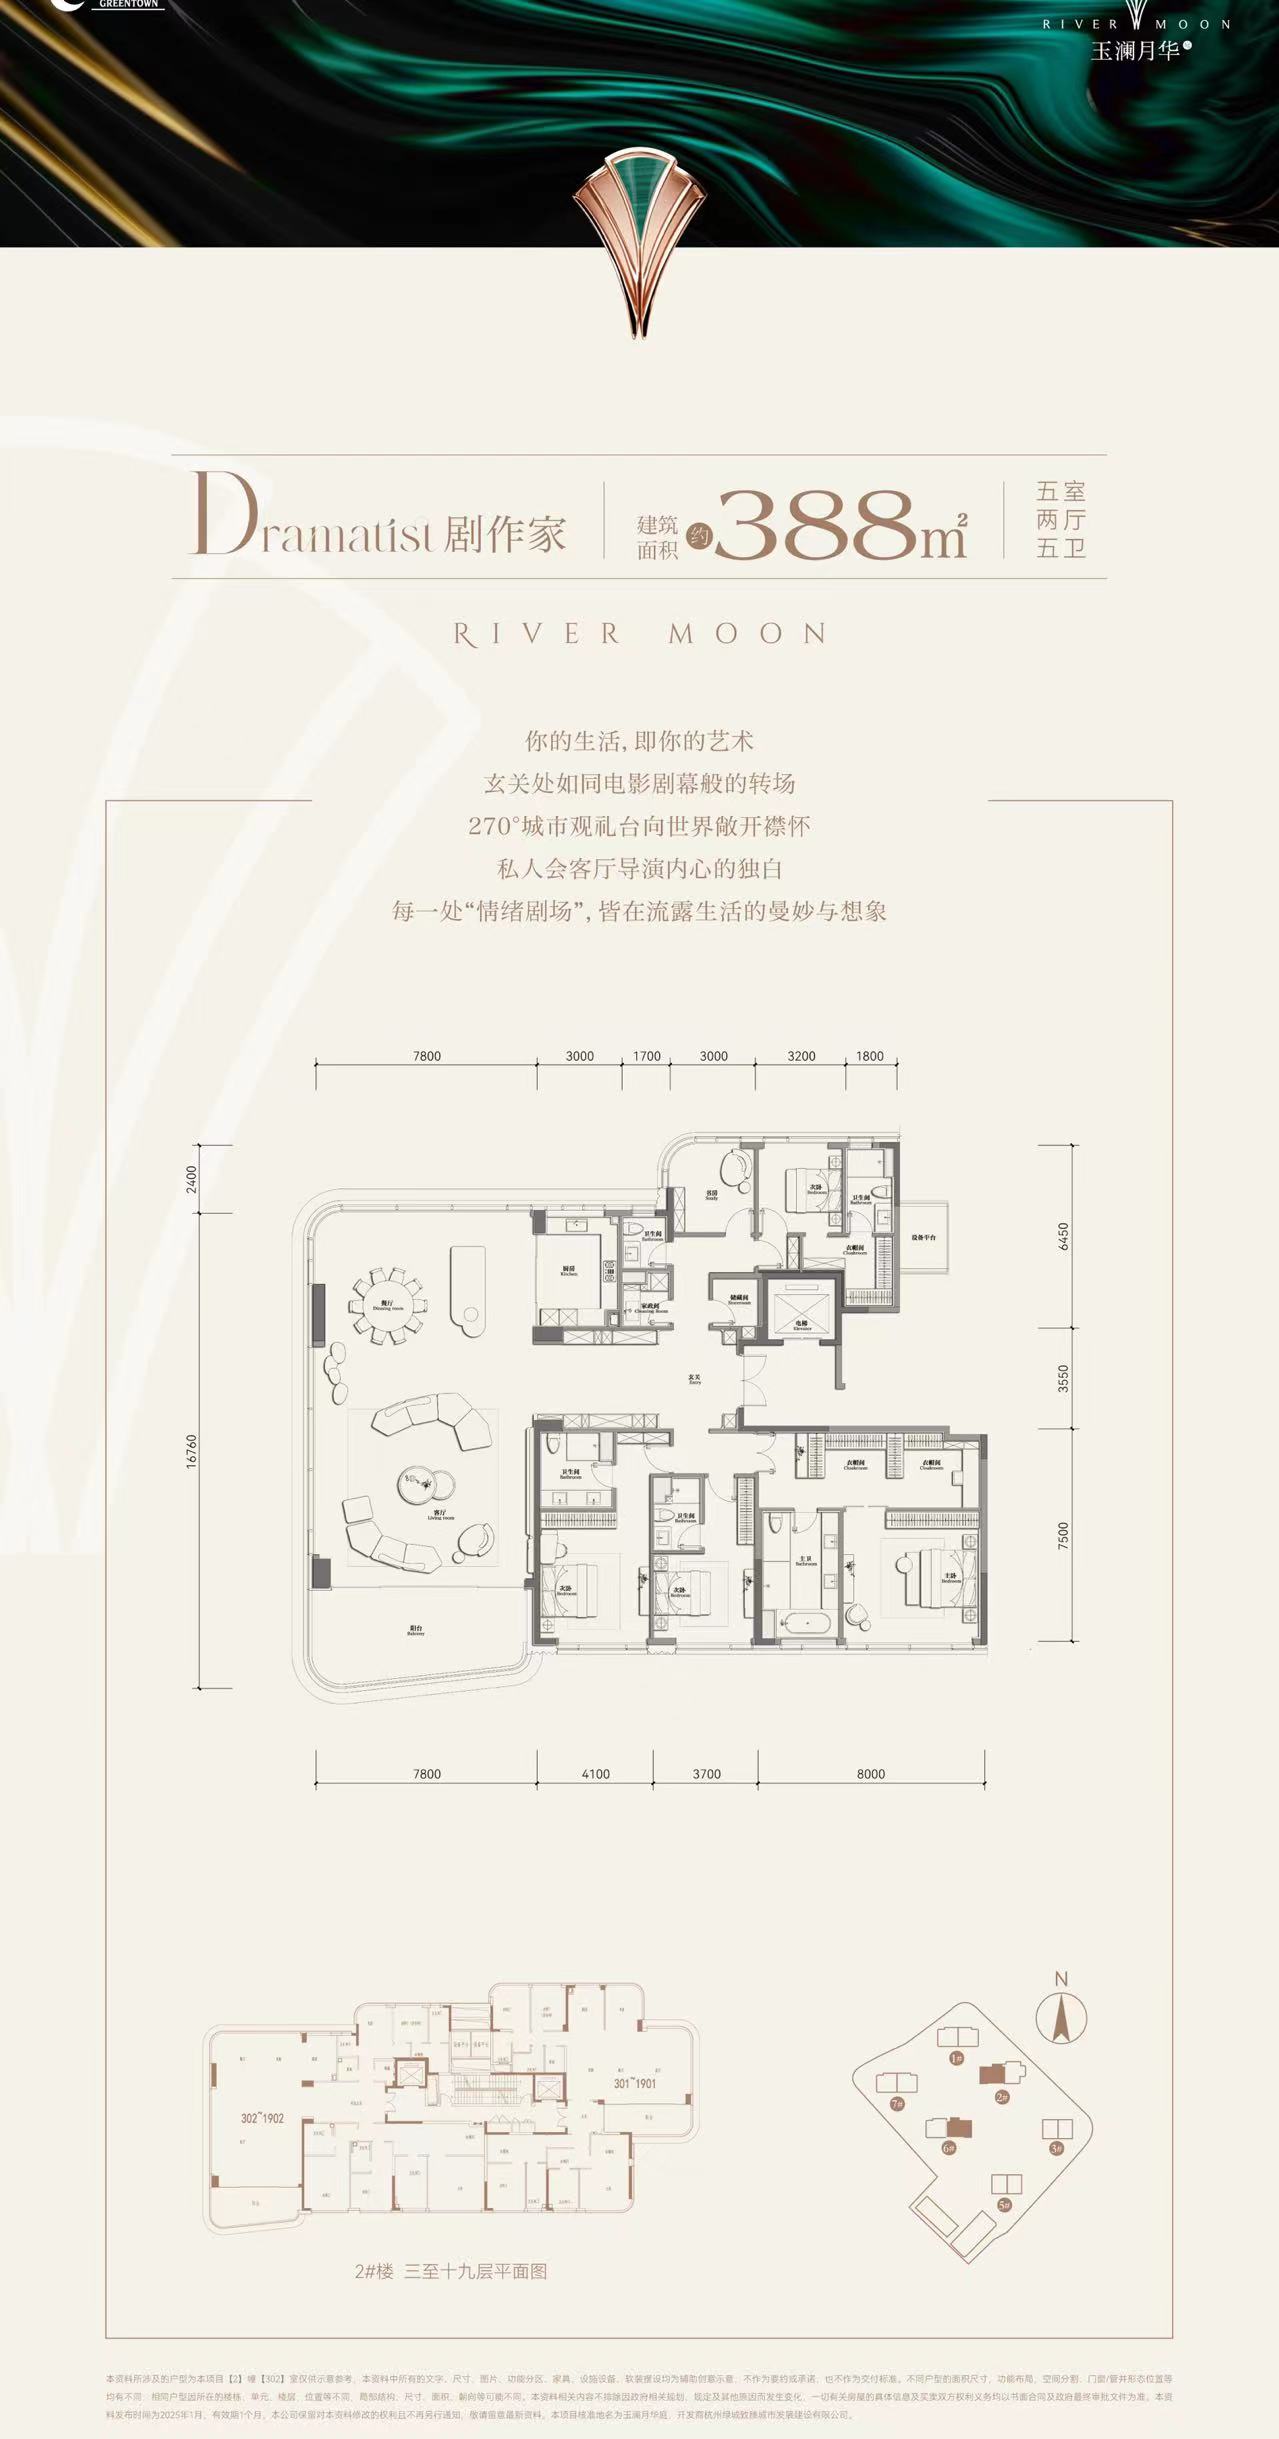 GREENTOWN
RIVER MOON
玉澜月华
Dramatist 剧作家
建筑面积 约 388m²
五室
两厅
五卫
RIVER MOON
你的生活，即你的艺术
玄关处如同电影剧幕般的转场
270°城市观礼台向世界敞开襟怀
私人会客厅导演内心的独白
每一处“情绪剧场”，皆在流露生活的曼妙与想象
7800 3000 1700 3000 3200 1800
2400
16760
6450
3550
7500
书房
Study
次卧
Bedroom
卫生间
Bathroom
卫生间
Bathroom
衣帽间
Cloakroom
设备平台
厨房
Kitchen
餐厅
Dinning room
家政间
Cleaning Room
储藏间
Storeroom
电梯
Elevator
玄关
Entry
卫生间
Bathroom
衣帽间
Cloakroom
衣帽间
Cloakroom
客厅
Living room
卫生间
Bathroom
主卫
Bathroom
次卧
Bedroom
次卧
Bedroom
主卧
Bedroom
阳台
Balcony
7800 4100 3700 8000
N
1#
2#
7#
6#
3#
5#
设备平台 设备平台
301~1901
302~1902
2#楼 三至十九层平面图
本资料所涉及的户型为本项目【2】幢【302】室仅供示意参考，本资料中所有的文字、尺寸、图片、功能分区、家具、设施设备、软装摆设均为辅助创意示意，不作为要约或承诺，也不作为交付标准。不同户型的面积尺寸，功能布局，空间分割，门窗/管井形态位置等
均有不同，相同户型因所在的楼栋、单元、楼层、位置等不同，局部结构、尺寸、面积、朝向等可能不同。本资料相关内容不排除因政府相关规划、规定及其他原因而发生变化，一切有关房屋的具体信息及买卖双方权利义务均以书面合同及政府最终审批文件为准。本资
料发布时间为2025年1月，有效期1个月，本公司保留对本资料修改的权利且不再另行通知，敬请留意最新资料。本项目核准地名为玉澜月华庭，开发商杭州绿城致臻城市发展建设有限公司。